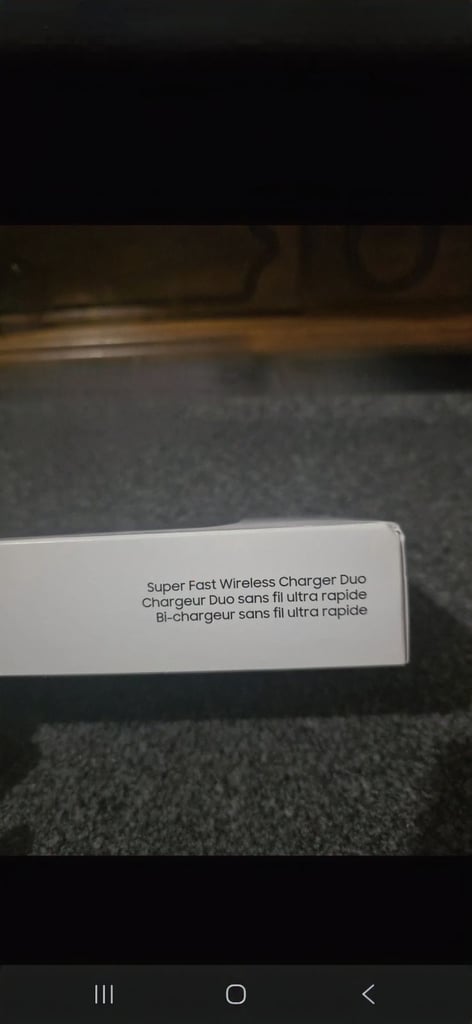 Super Fast Wireless Charger Duo
Chargeur Duo sans fil ultra rapide
Bi-chargeur sans fil ultra rapide